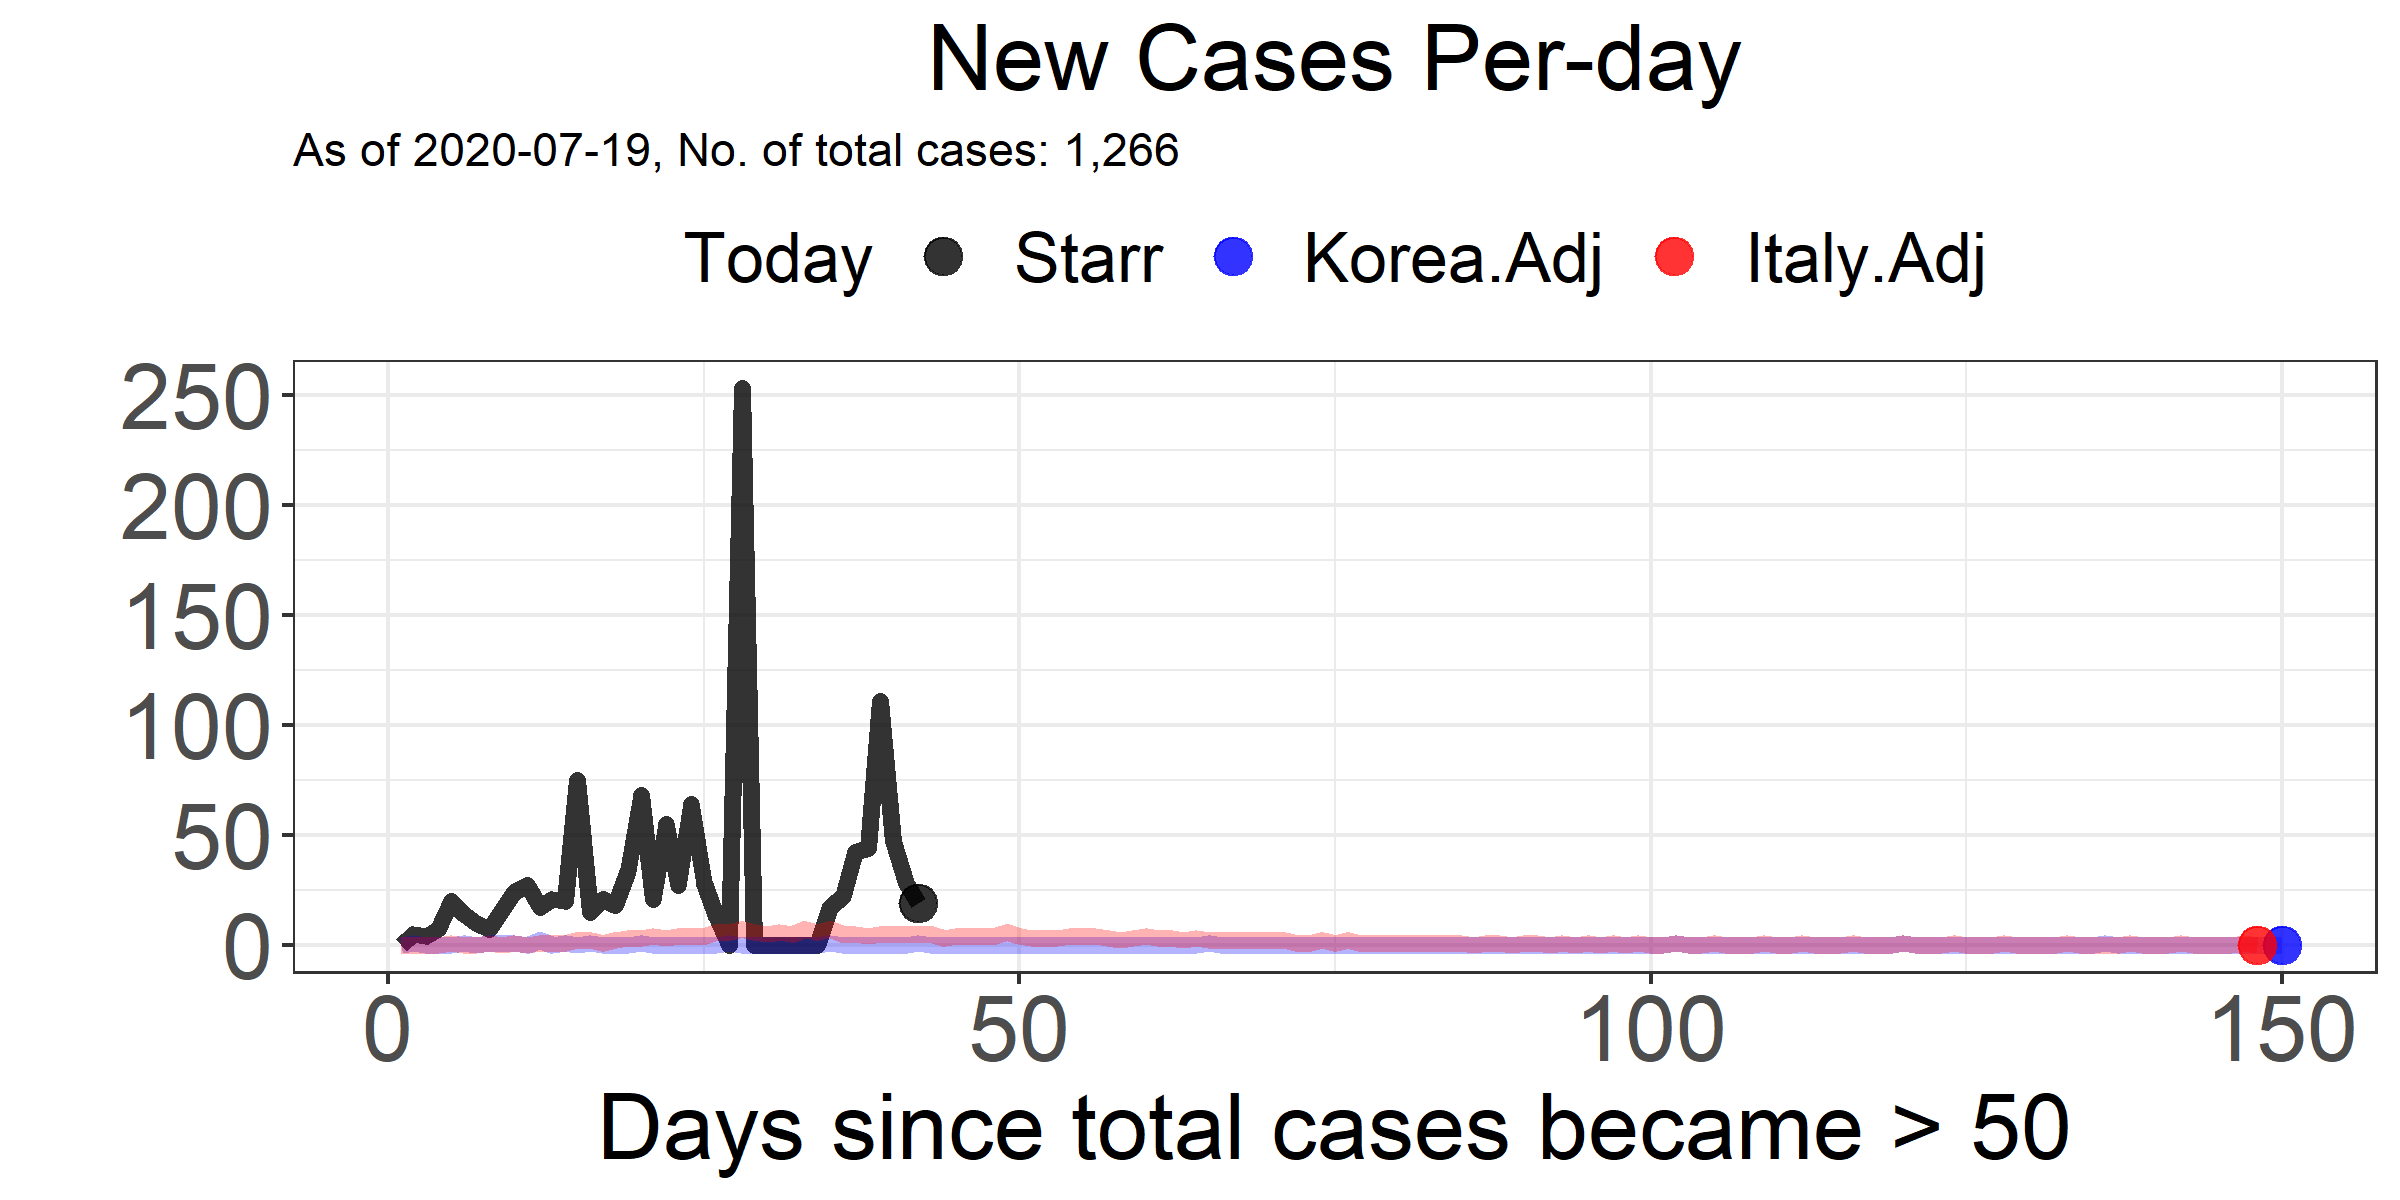 New Cases Per-day
As of 2020-07-19, No. of total cases: 1,266
Today Starr Korea.Adj Italy.Adj
250
200
150
100
50
0
0 50 100 150
Days since total cases became > 50